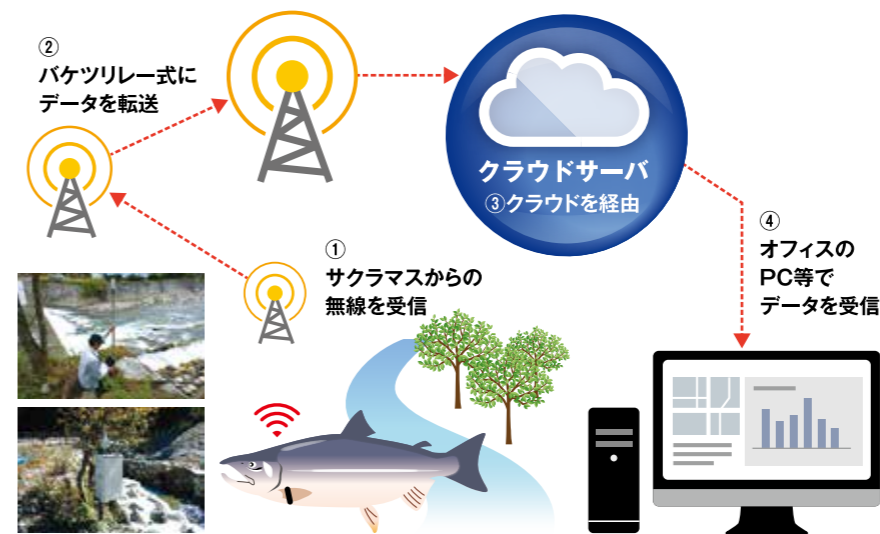 ②
バケツリレー式に
データを転送
クラウドサーバ
③クラウドを経由
①
サクラマスからの
無線を受信
④
オフィスの
PC等で
データを受信